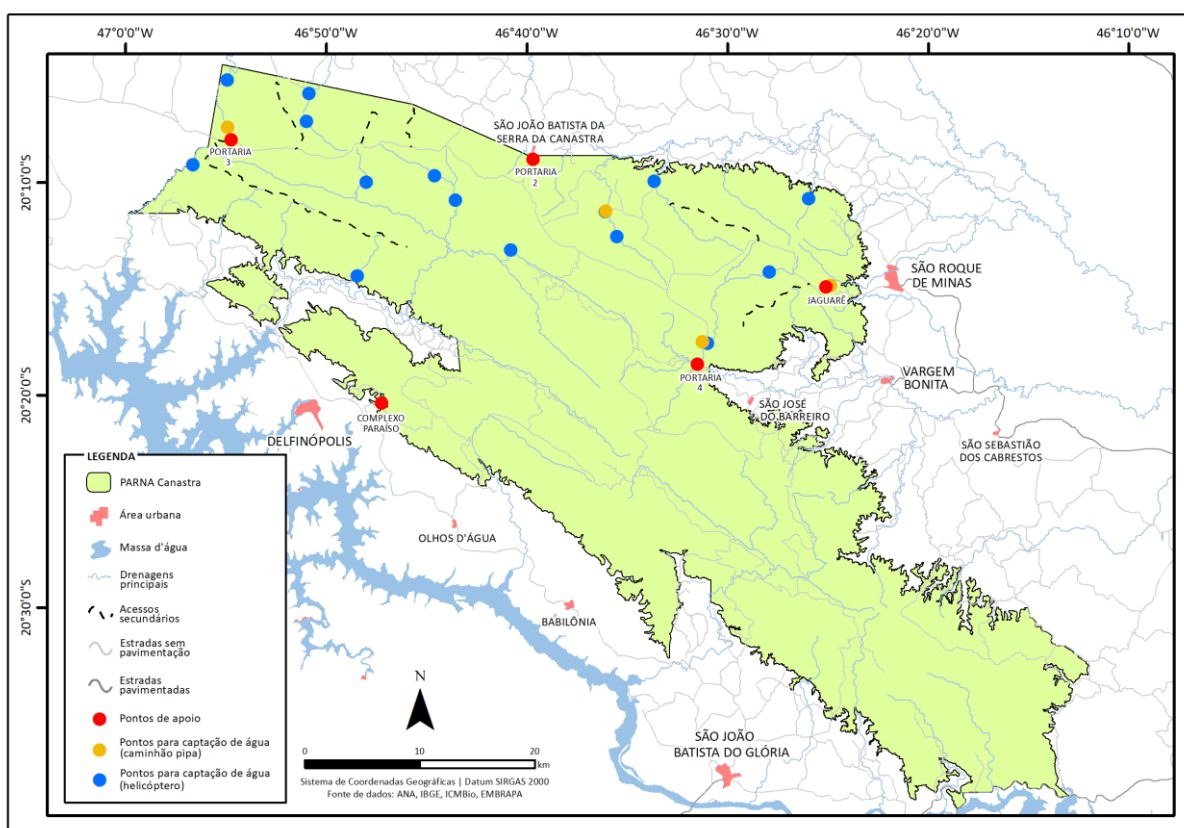 47°0'0"W
46°50'0"W
46°40'0"W
46°30'0"W
46°20'0"W
46°10'0"W
20°10'0"S
20°20'0"S
20°30'0"S
SÃO JOÃO BATISTA DA
SERRA DA CANASTRA
PORTARIA
3
PORTARIA
2
SÃO ROQUE
DE MINAS
JAGUARÊ
PORTARIA
4
VARGEM
BONITA
SÃO JOSÉ
DO BARREIRO
COMPLEXO
PARAÍSO
DELFINÓPOLIS
SÃO SEBASTIÃO
DOS CABRESTOS
OLHOS D'ÁGUA
BABILÔNIA
SÃO JOÃO
BATISTA DO GLÓRIA
LEGENDA
PARNA Canastra
Área urbana
Massa d'água
Drenagens
principais
Acessos
secundários
Estradas sem
pavimentação
Estradas
pavimentadas
Pontos de apoio
Pontos para captação de água
(caminhão pipa)
Pontos para captação de água
(helicóptero)
N
0 10 20
km
Sistema de Coordenadas Geográficas | Datum SIRGAS 2000
Fonte de dados: ANA, IBGE, ICMBio, EMBRAPA